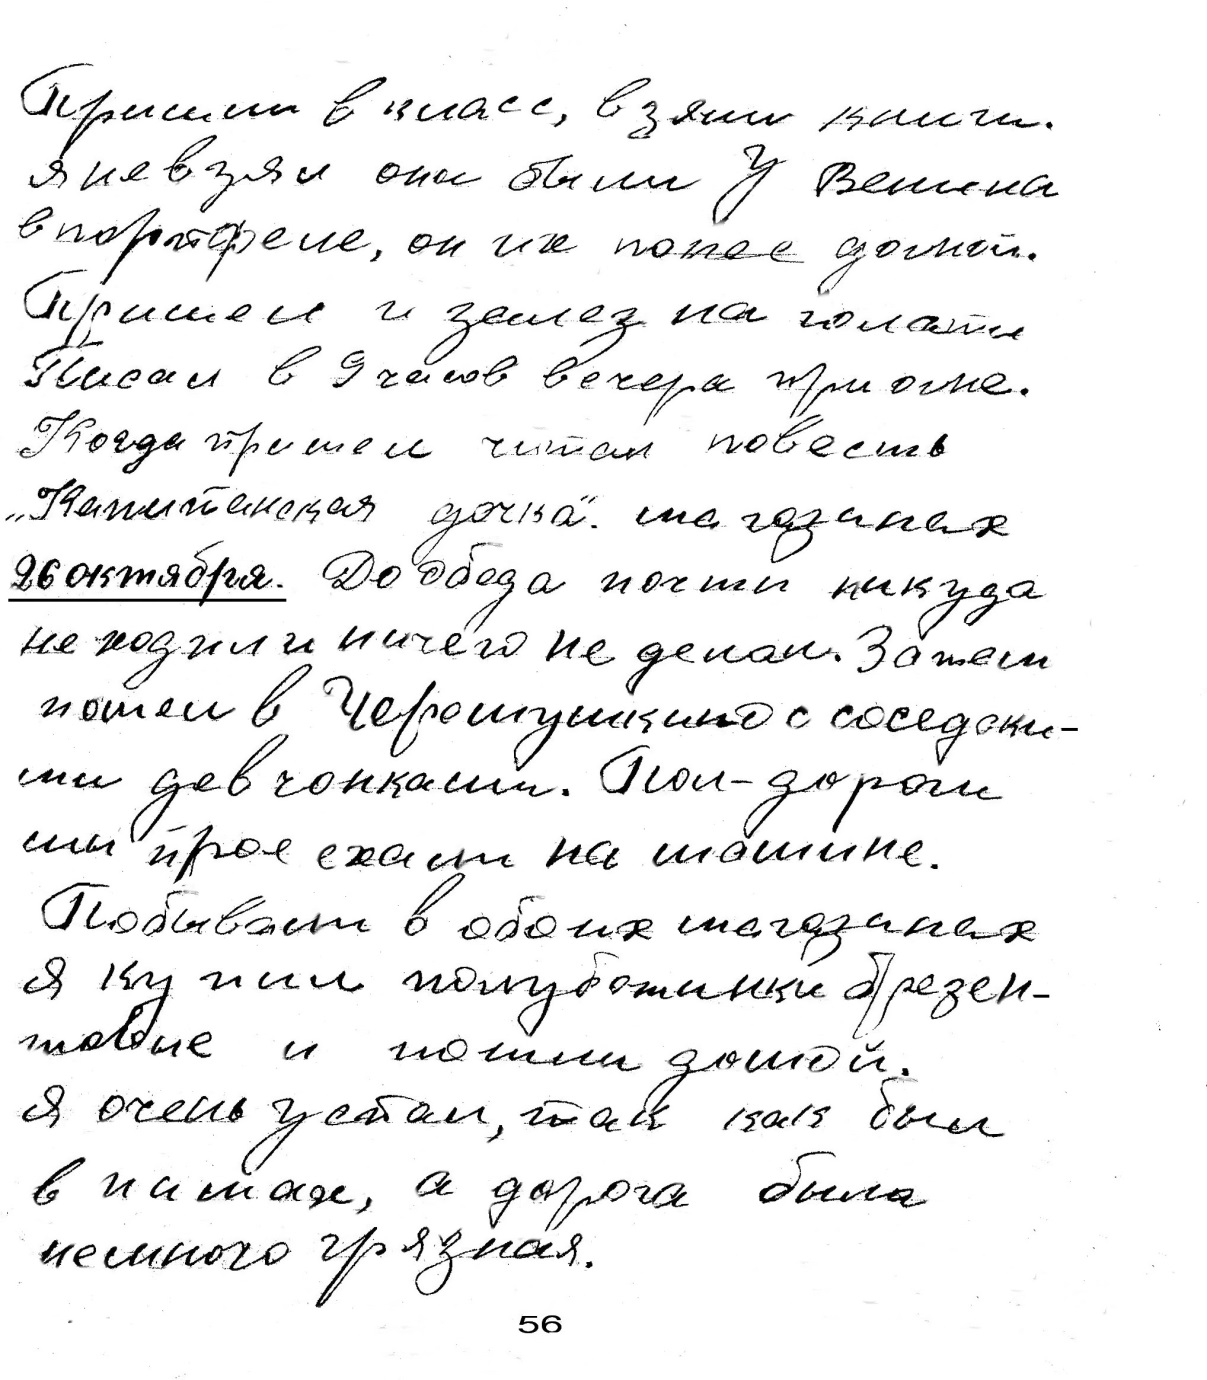 Пришли в класс, взяли книги.
я не взял они были у Венина
в портфеле, он их понес домой.
Пришел и залез на полати
Писал в 9 часов вечера при огне.
Когда пришел читал повесть
„Капитанская дочка". магазинах
26 октября. До обеда почти никуда
не ходил и ничего не делал. Затем
пошел в Черемушкино с соседски-
ми девчонками. Пол-дороги
мы проехали на машине.
Побывали в обоих магазинах
я купил полуботинки брезен-
товые и пошли домой.
я очень устал, так как был
в пимах, а дорога была
немного грязная.
56